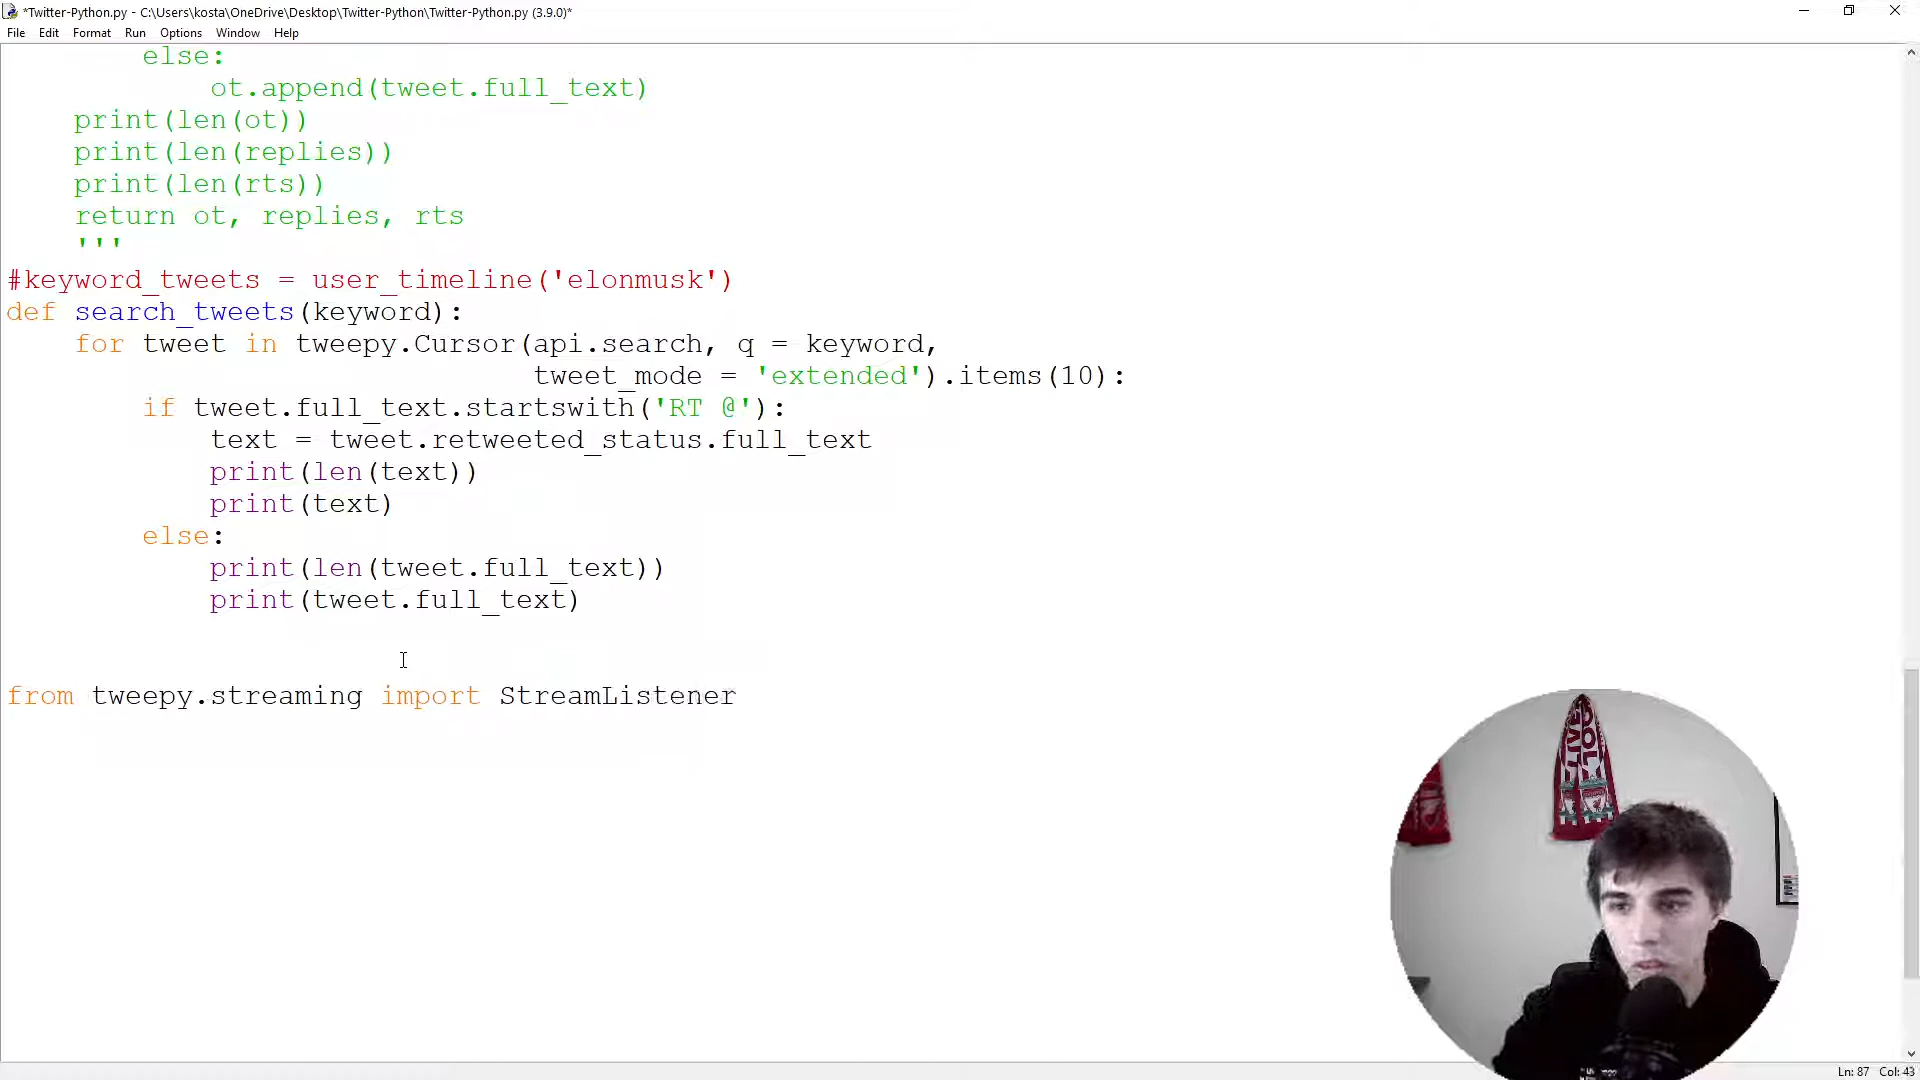 *Twitter-Python.py - C:\Users\kosta\OneDrive\Desktop\Twitter-Python\Twitter-Python.py (3.9.0)*
File Edit Format Run Options Window Help
else:
ot.append(tweet.full_text)
print(len(ot))
print(len(replies))
print(len(rts))
return ot, replies, rts
'''
#keyword_tweets = user_timeline('elonmusk')
def search_tweets(keyword):
for tweet in tweepy.Cursor(api.search, q = keyword,
tweet_mode = 'extended').items(10):
if tweet.full_text.startswith('RT @'):
text = tweet.retweeted_status.full_text
print(len(text))
print(text)
else:
print(len(tweet.full_text))
print(tweet.full_text)
from tweepy.streaming import StreamListener
Ln: 87 Col: 43